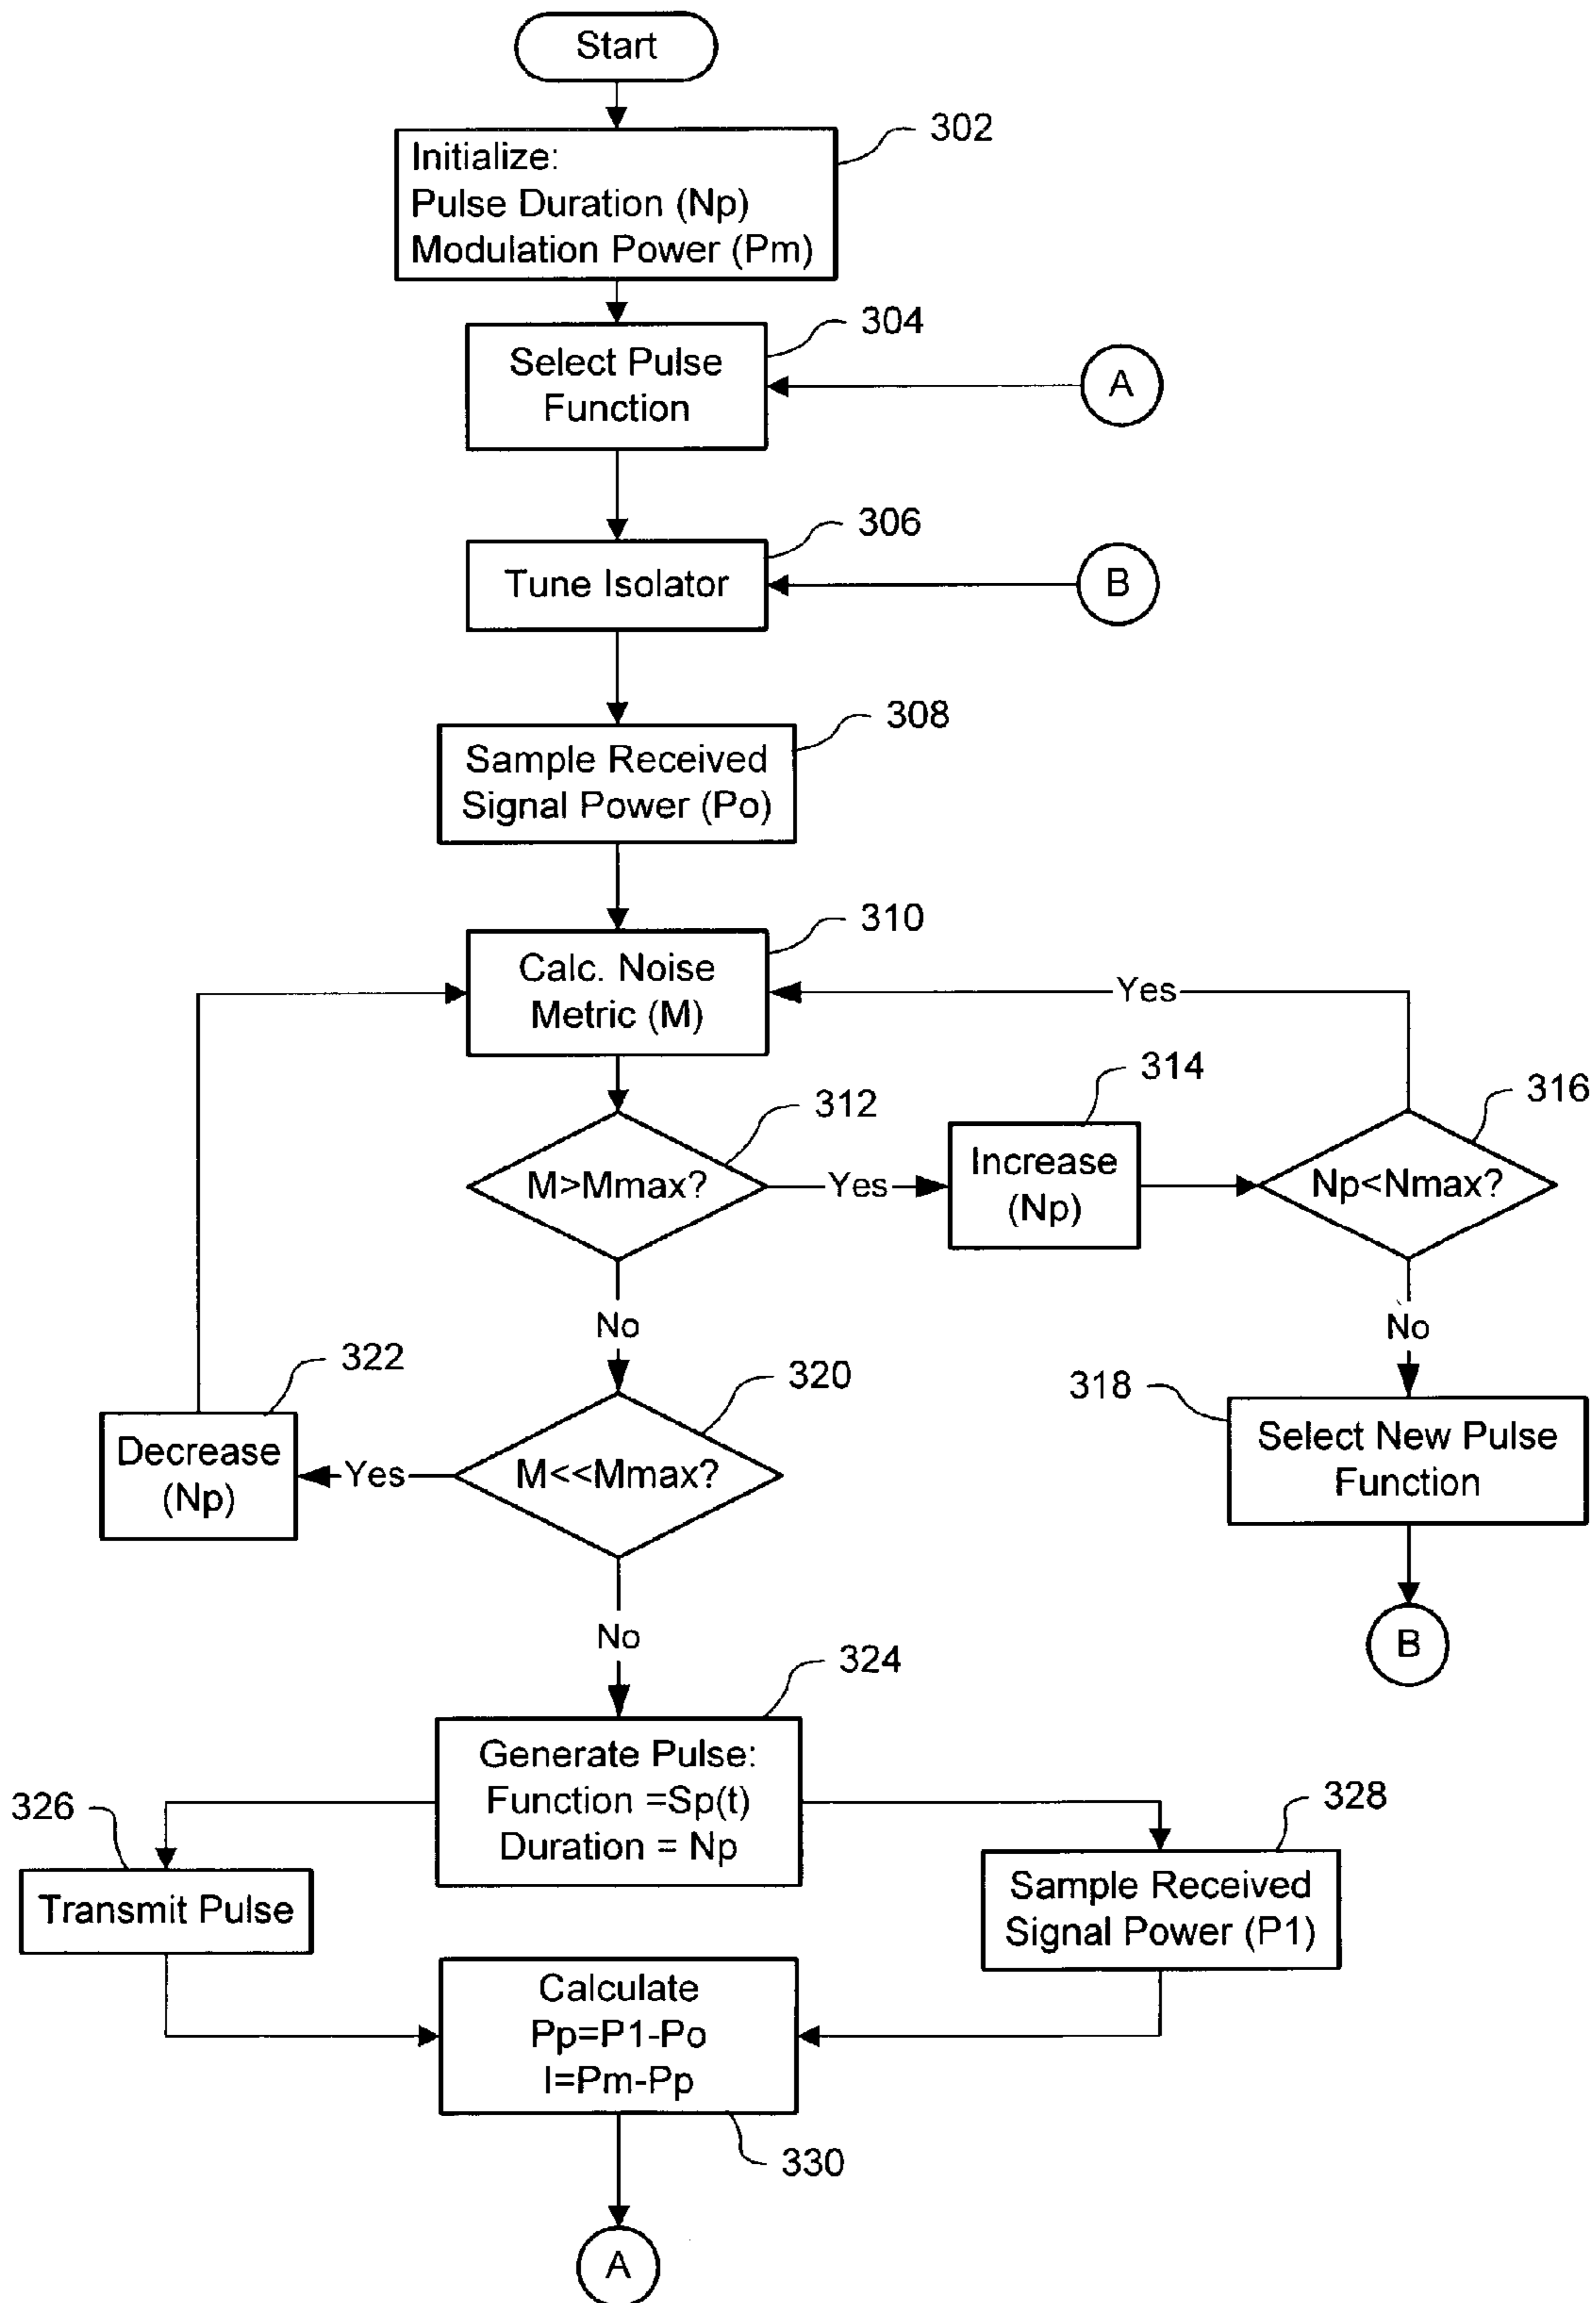 Start
302
Initialize:
Pulse Duration (Np)
Modulation Power (Pm)
304
Select Pulse
Function
A
306
Tune Isolator
B
308
Sample Received
Signal Power (Po)
310
Calc. Noise
Metric (M)
Yes
312
M>Mmax?
Yes
314
Increase
(Np)
316
Np<Nmax?
No
No
318
Select New Pulse
Function
B
320
M<<Mmax?
Yes
322
Decrease
(Np)
No
324
Generate Pulse:
Function =Sp(t)
Duration = Np
326
Transmit Pulse
328
Sample Received
Signal Power (P1)
Calculate
Pp=P1-Po
I=Pm-Pp
330
A